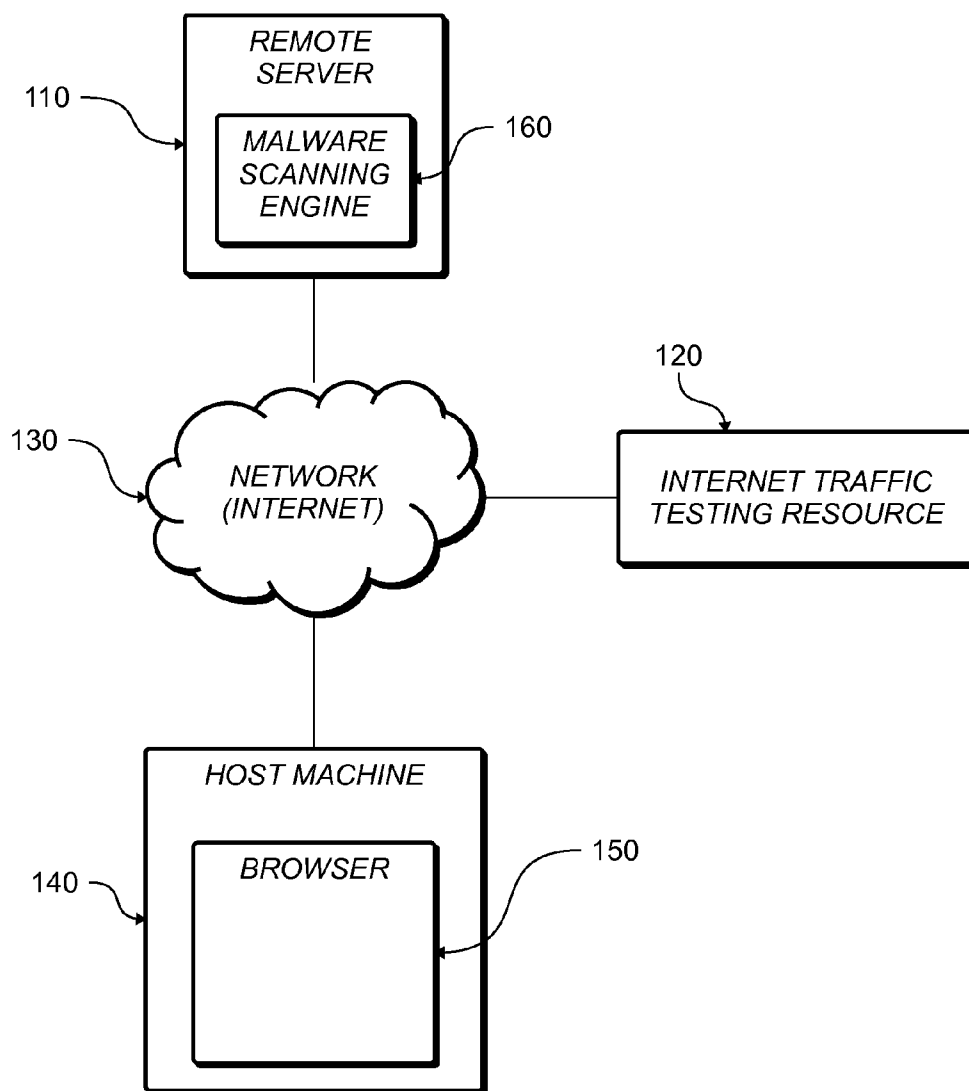 REMOTE
SERVER
110
MALWARE
SCANNING
ENGINE
160
120
130
NETWORK
(INTERNET)
INTERNET TRAFFIC
TESTING RESOURCE
HOST MACHINE
BROWSER
150
140